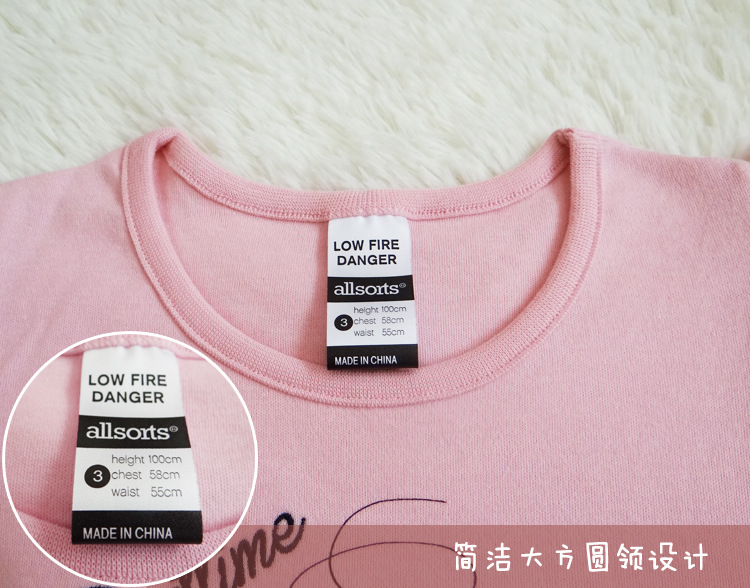 LOW FIRE
DANGER
allsorts®
height 100cm
3 chest 58cm
waist 55cm
MADE IN CHINA
LOW FIRE
DANGER
allsorts®
height 100cm
3 chest 58cm
waist 55cm
MADE IN CHINA
简洁大方圆领设计